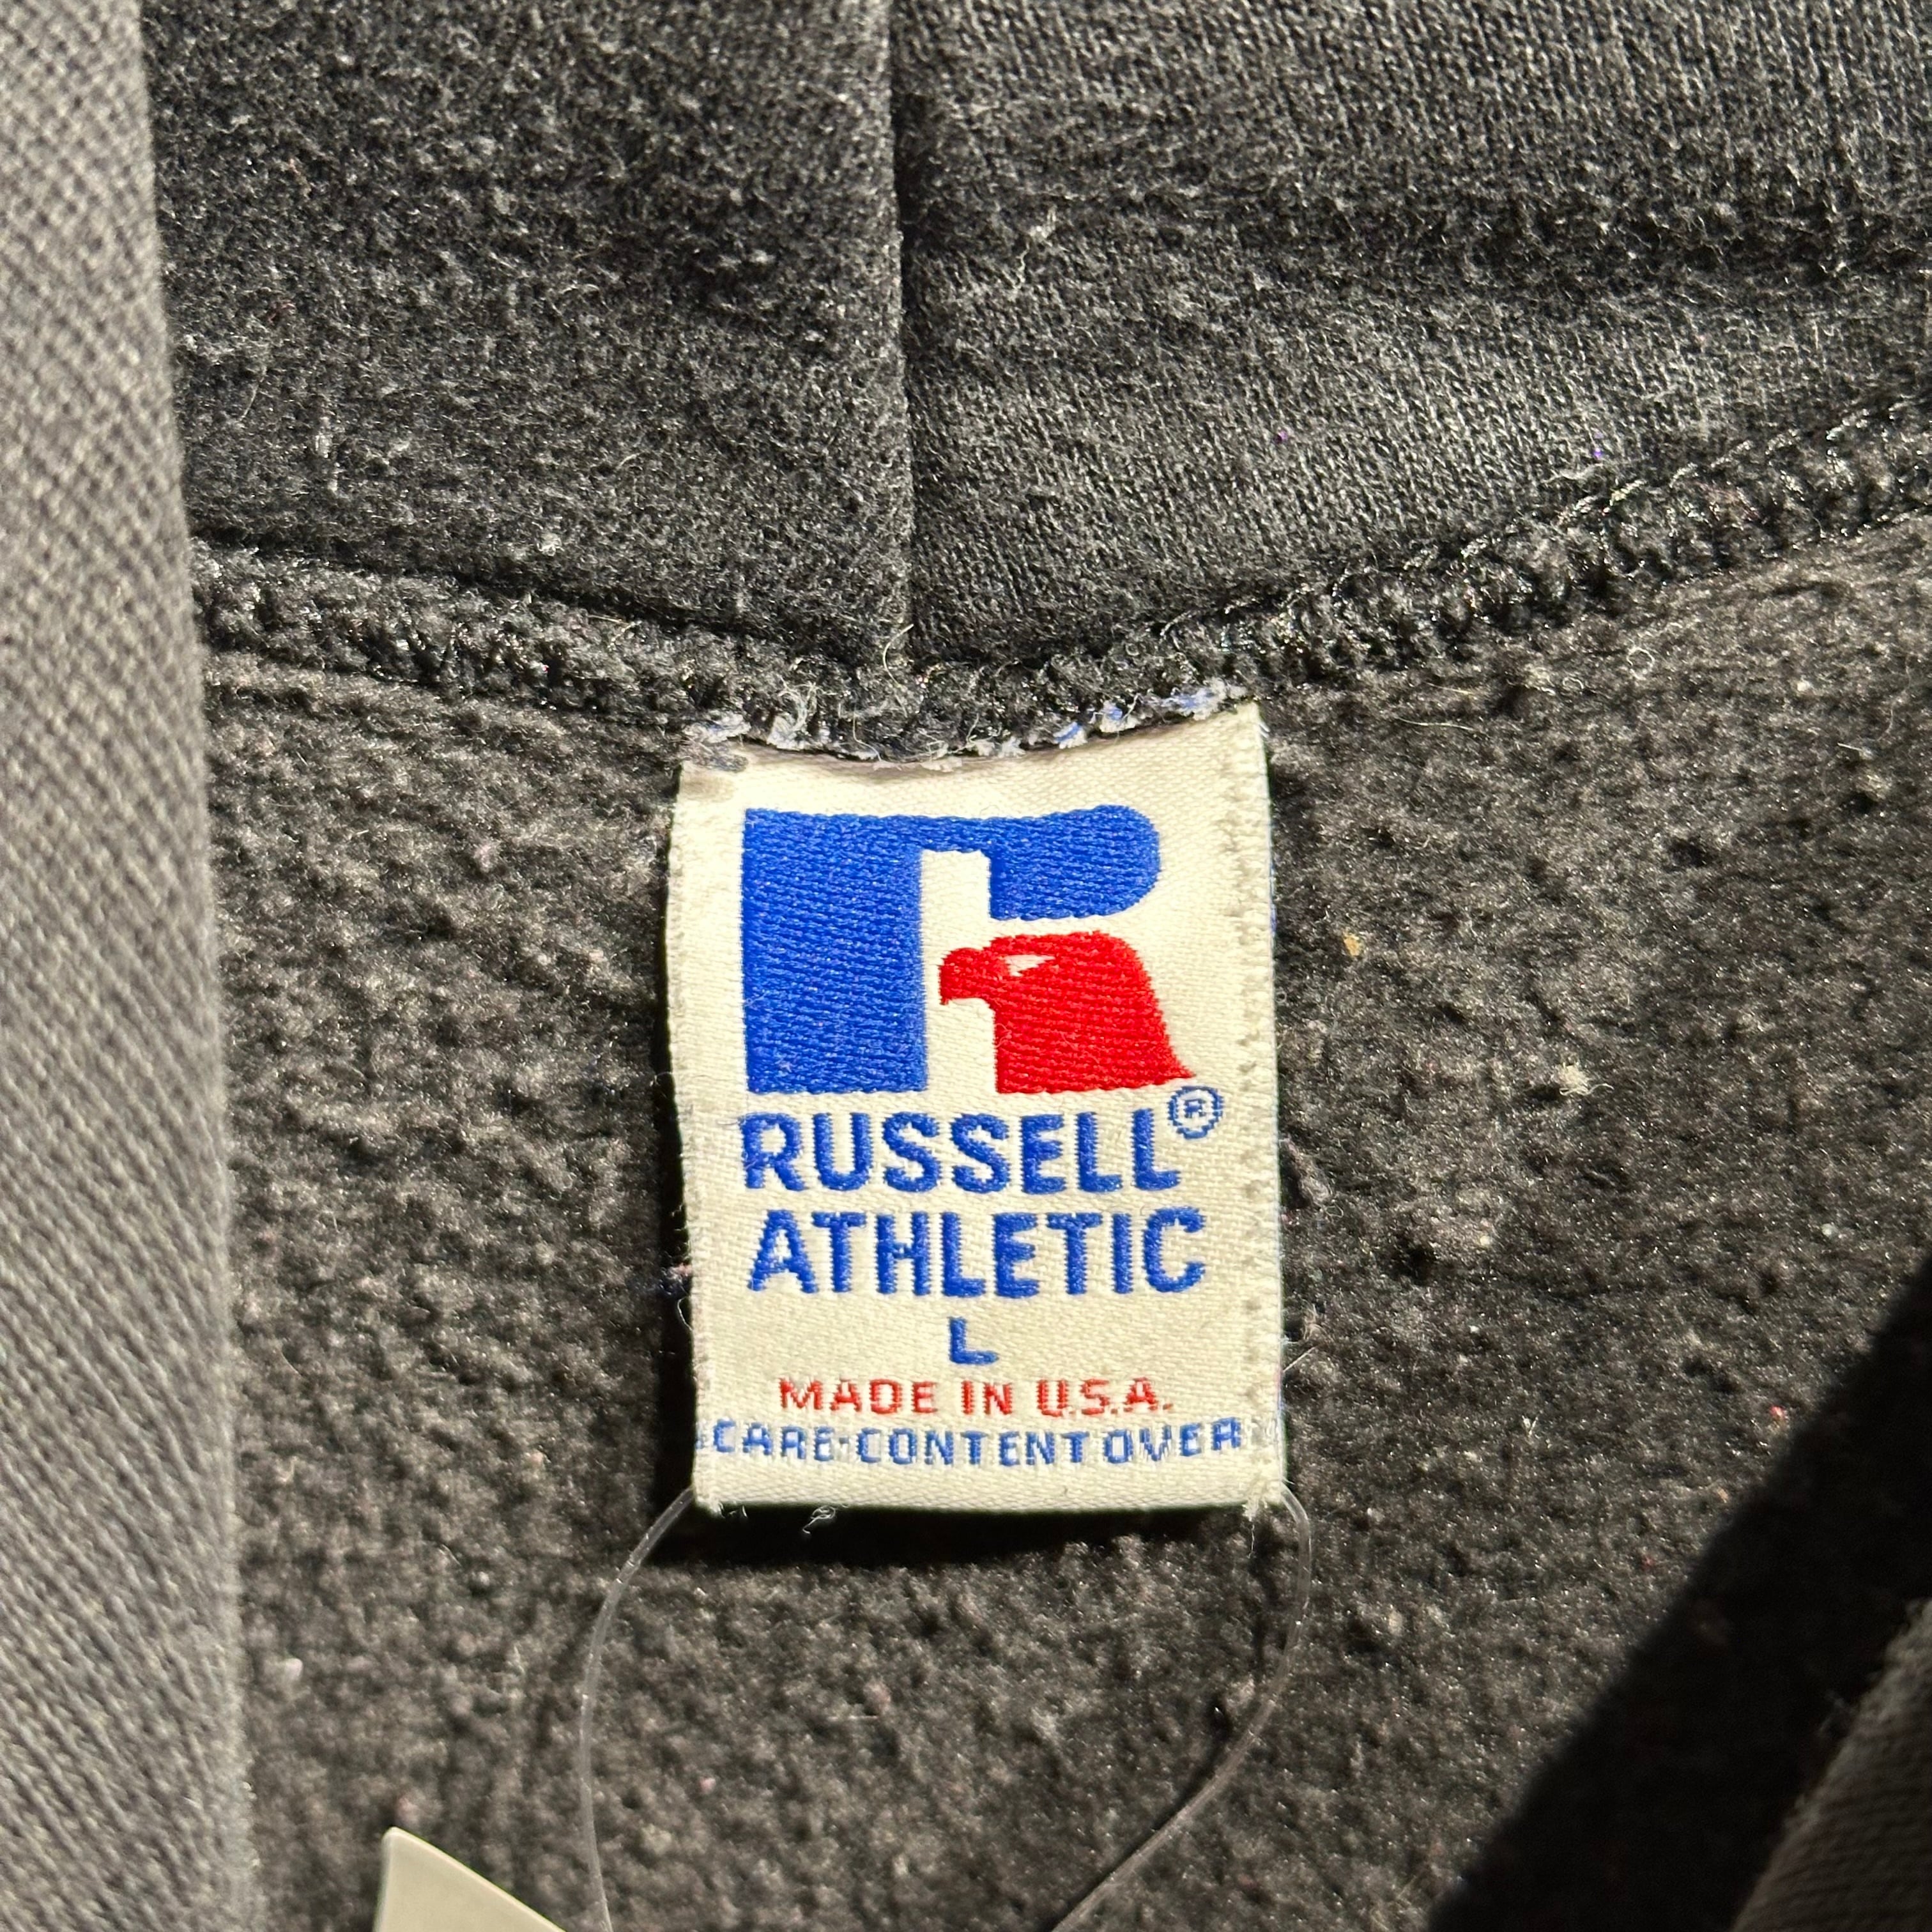 RUSSELL®
ATHLETIC
L
MADE IN U.S.A.
CARE·CONTENT OVER